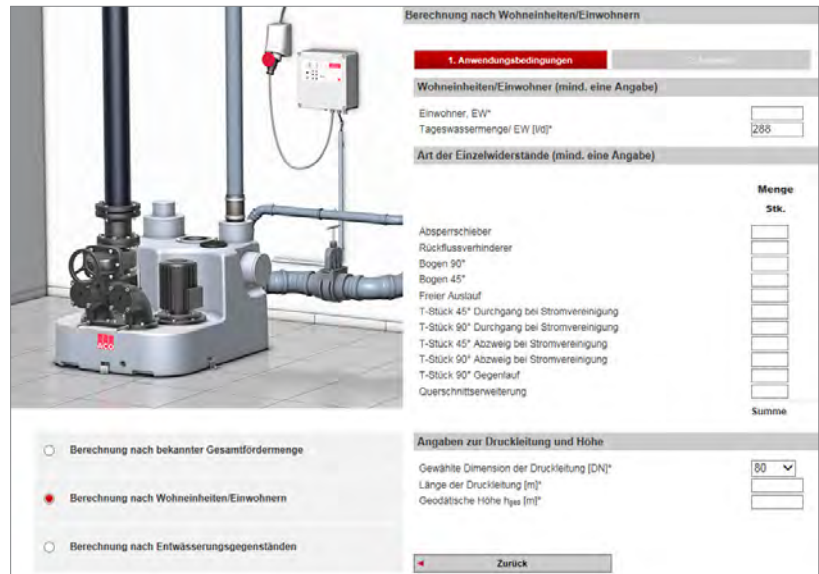 Berechnung nach Wohneinheiten/Einwohnern
1. Anwendungsbedingungen
Wohneinheiten/Einwohner (mind. eine Angabe)
Einwohner, EW*
Tageswassermenge/ EW [l/d]*
288
Art der Einzelwiderstände (mind. eine Angabe)
Menge
Stk.
Absperrschieber
Rückflussverhinderer
Bogen 90°
Bogen 45°
Freier Auslauf
T-Stück 45° Durchgang bei Stromvereinigung
T-Stück 90° Durchgang bei Stromvereinigung
T-Stück 45° Abzweig bei Stromvereinigung
T-Stück 90° Abzweig bei Stromvereinigung
T-Stück 90° Gegenlauf
Querschnittserweiterung
Summe
Angaben zur Druckleitung und Höhe
Gewählte Dimension der Druckleitung [DN]*
80
Länge der Druckleitung [m]*
Geodätische Höhe hges [m]*
Zurück
ACO
Berechnung nach bekannter Gesamtfördermenge
Berechnung nach Wohneinheiten/Einwohnern
Berechnung nach Entwässerungsgegenständen